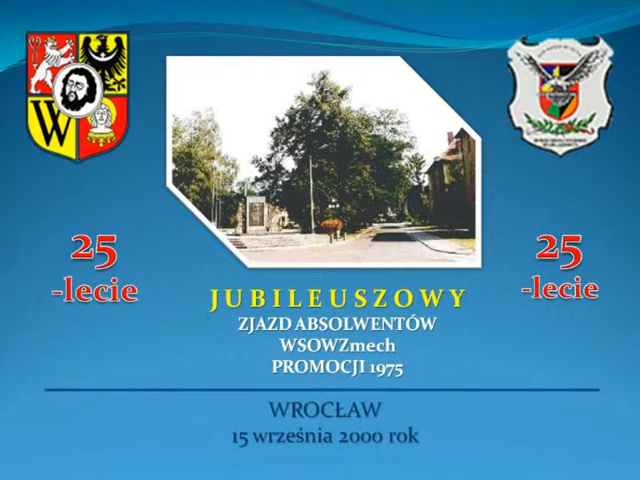 W
25
-lecie
25
-lecie
JUBILEUSZOWY
ZJAZD ABSOLWENTÓW
WSOWZmech
PROMOCJI 1975
WROCŁAW
15 września 2000 rok